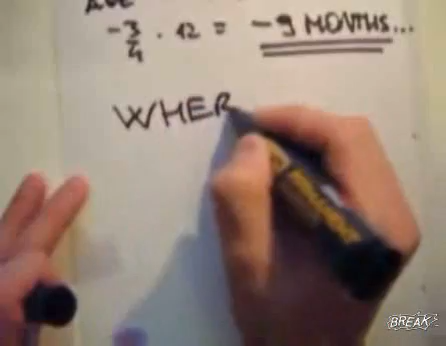 -3/4 · 12 = -9 MONTHS...
WHER
BREAK